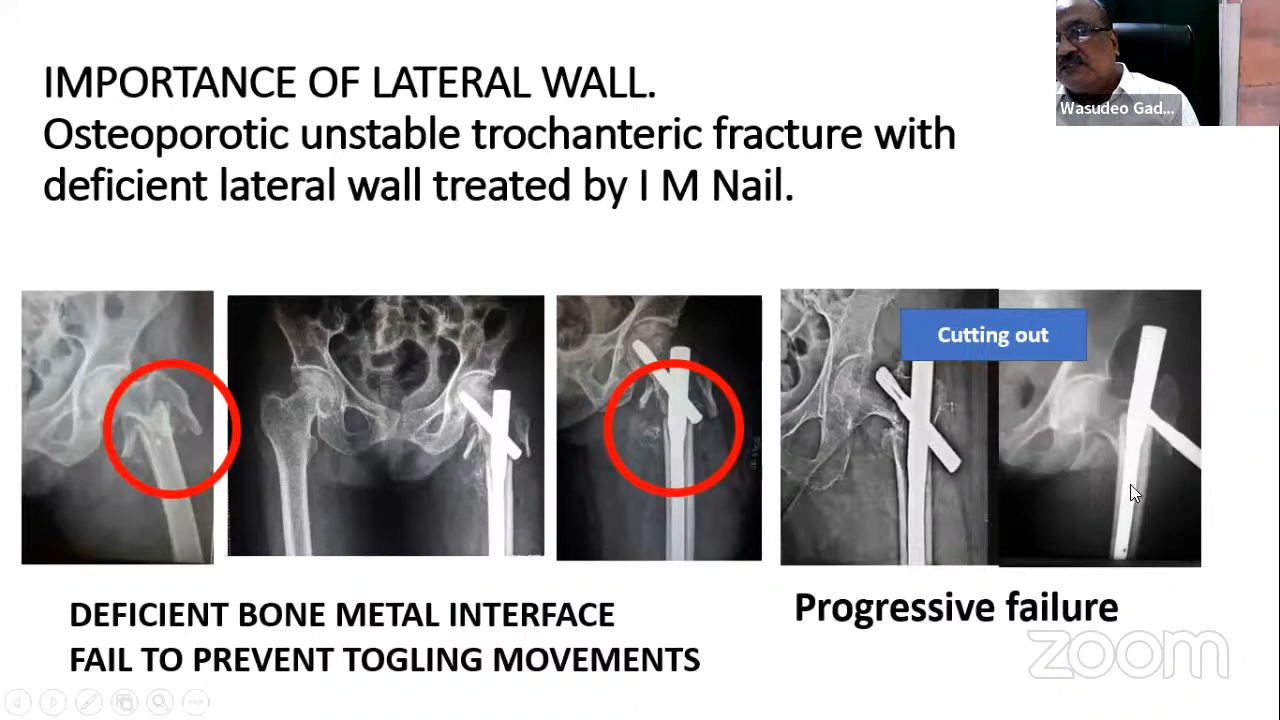 IMPORTANCE OF LATERAL WALL.
Osteoporotic unstable trochanteric fracture with
deficient lateral wall treated by I M Nail.
Wasudeo Gad...
Cutting out
DEFICIENT BONE METAL INTERFACE
FAIL TO PREVENT TOGLING MOVEMENTS
Progressive failure
zoom